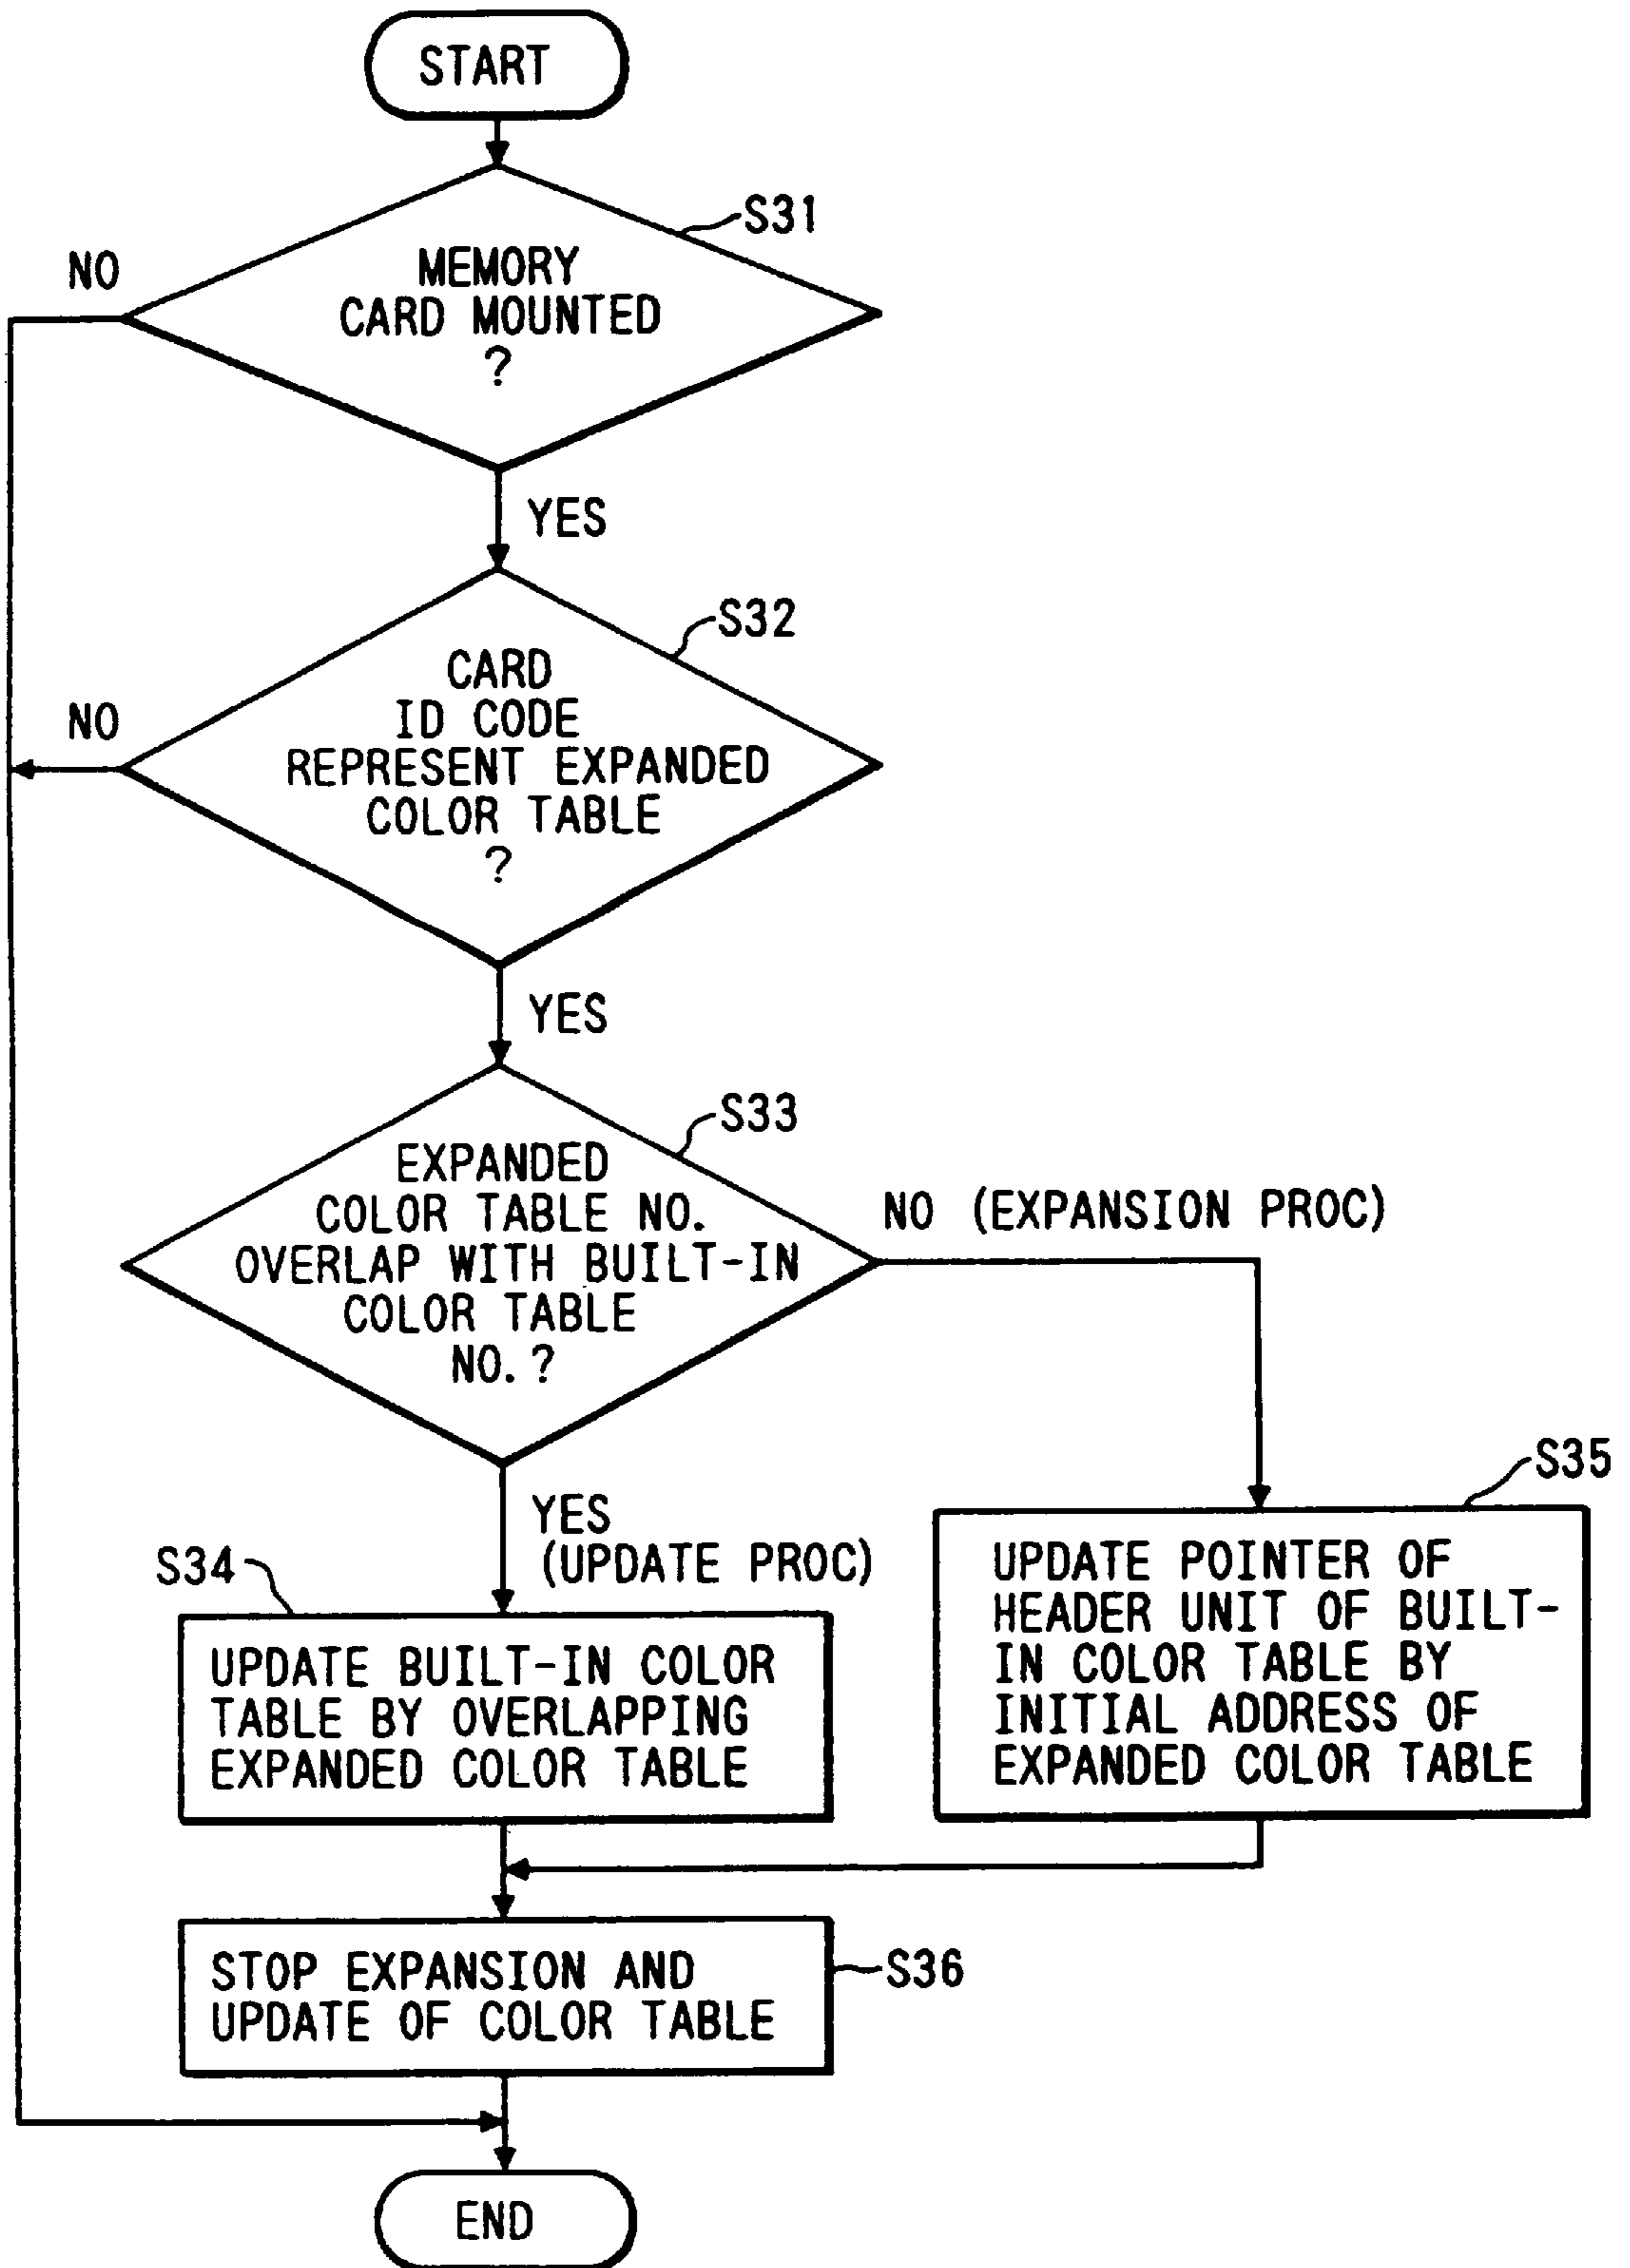 START
S31
NO
MEMORY
CARD MOUNTED
?
YES
S32
NO
CARD
ID CODE
REPRESENT EXPANDED
COLOR TABLE
?
YES
S33
EXPANDED
COLOR TABLE NO.
OVERLAP WITH BUILT-IN
COLOR TABLE
NO. ?
NO (EXPANSION PROC)
YES
(UPDATE PROC)
S34
UPDATE BUILT-IN COLOR
TABLE BY OVERLAPPING
EXPANDED COLOR TABLE
S35
UPDATE POINTER OF
HEADER UNIT OF BUILT-
IN COLOR TABLE BY
INITIAL ADDRESS OF
EXPANDED COLOR TABLE
STOP EXPANSION AND
UPDATE OF COLOR TABLE
S36
END